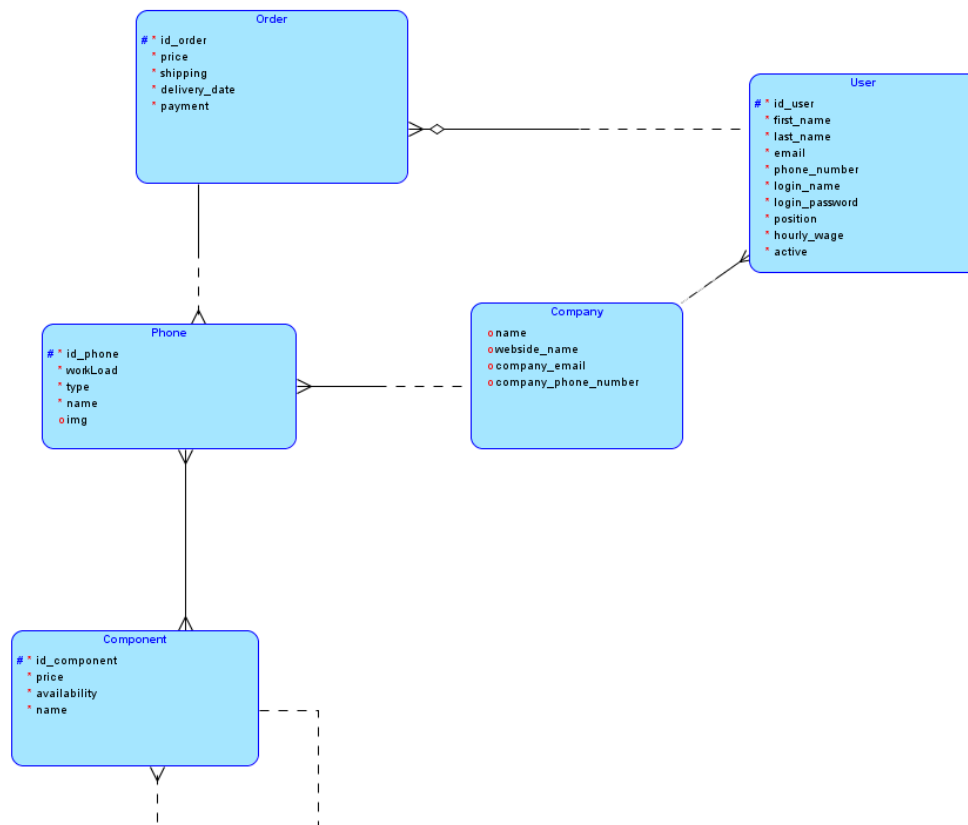 Order
# * id_order
* price
* shipping
* delivery_date
* payment
User
# * id_user
* first_name
* last_name
* email
* phone_number
* login_name
* login_password
* position
* hourly_wage
* active
Company
o name
o webside_name
o company_email
o company_phone_number
Phone
# * id_phone
* workLoad
* type
* name
o img
Component
# * id_component
* price
* availability
* name